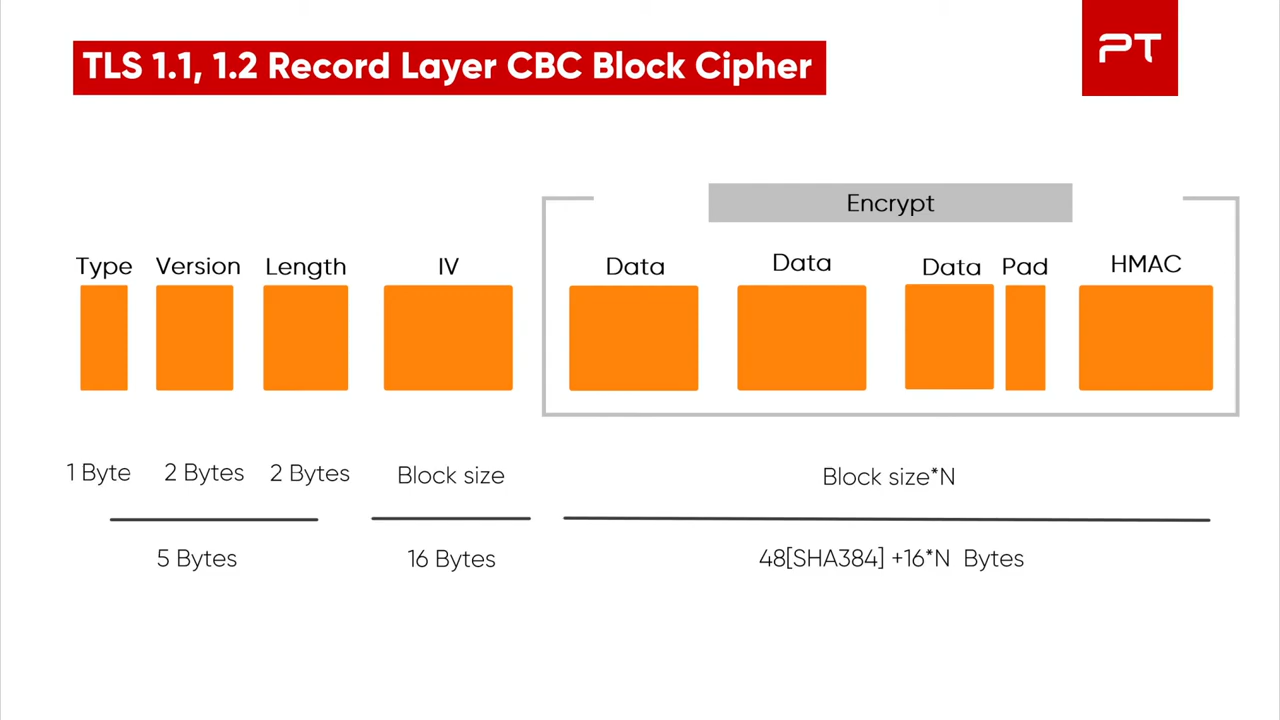 TLS 1.1, 1.2 Record Layer CBC Block Cipher
PT
Encrypt
Type Version Length IV Data Data Data Pad HMAC
1 Byte 2 Bytes 2 Bytes Block size Block size*N
5 Bytes 16 Bytes 48[SHA384] +16*N Bytes